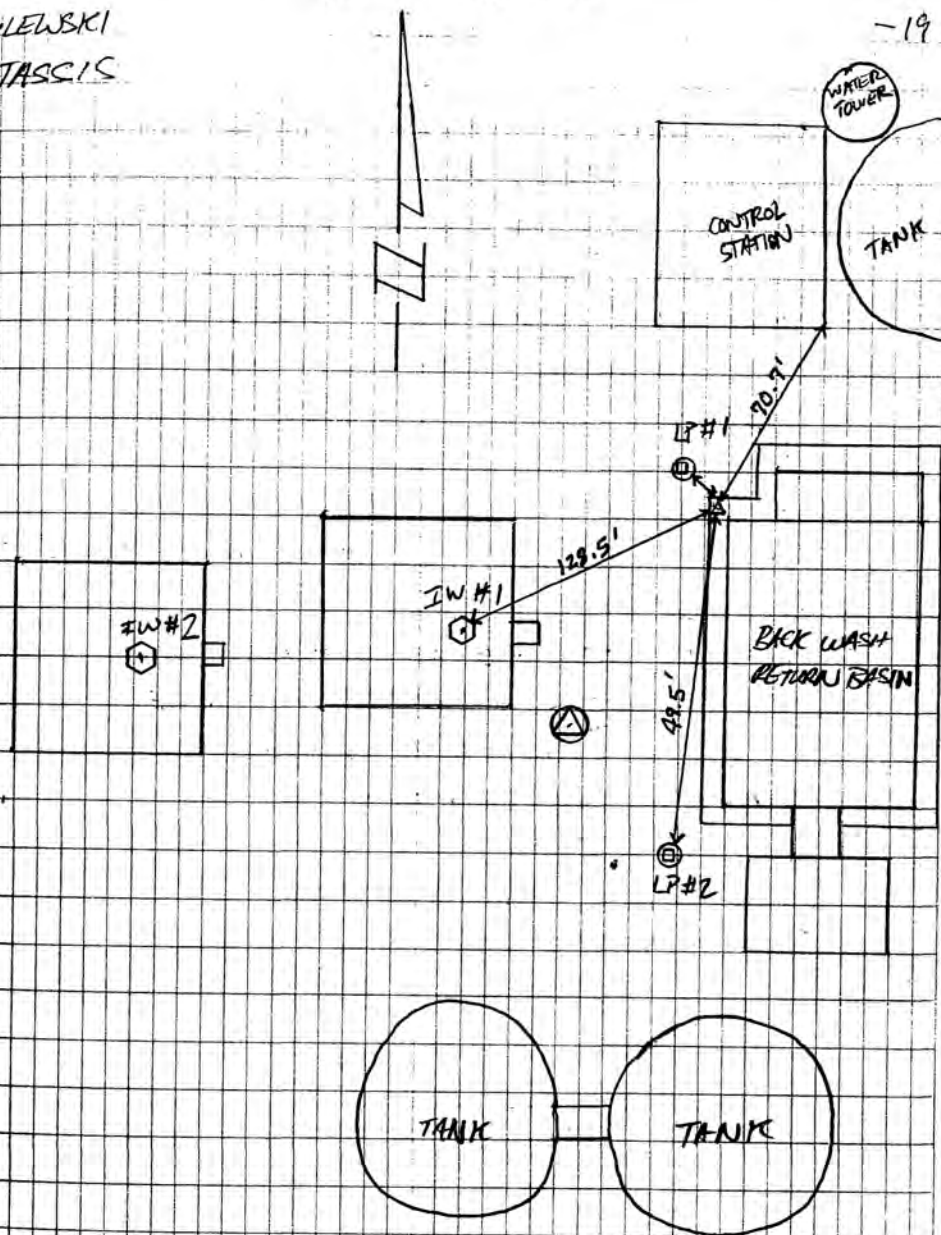 LEWSKI
TASSIS
-19
WATER
TOWER
CONTROL
STATION
TANK
70.7'
LP#1
128.5'
IW#1
IW#2
BACK WASH
RETURN BASIN
49.5'
LP#2
TANK
TANK